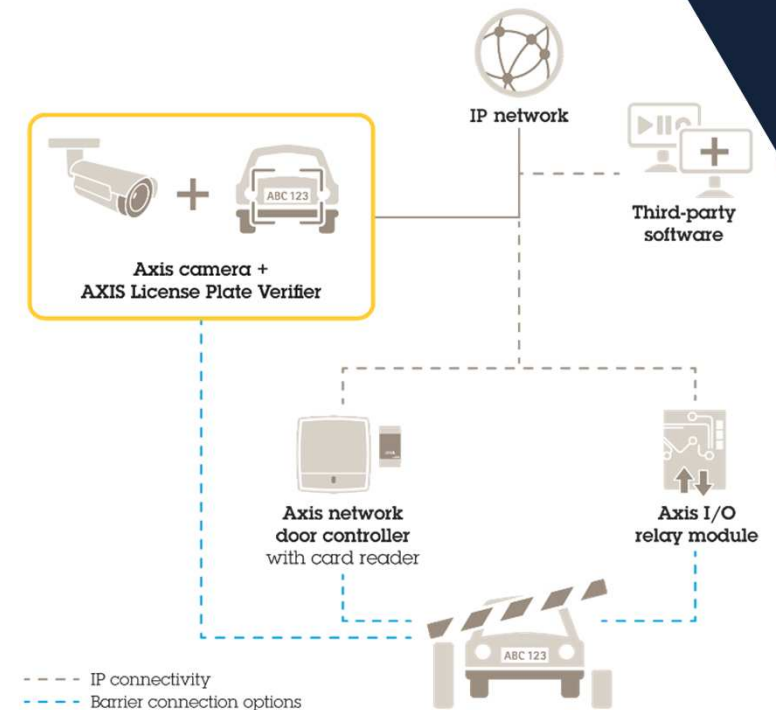 IP network
ABC 123
Third-party
software
Axis camera +
AXIS License Plate Verifier
Axis network
door controller
with card reader
Axis I/O
relay module
ABC 123
IP connectivity
Barrier connection options